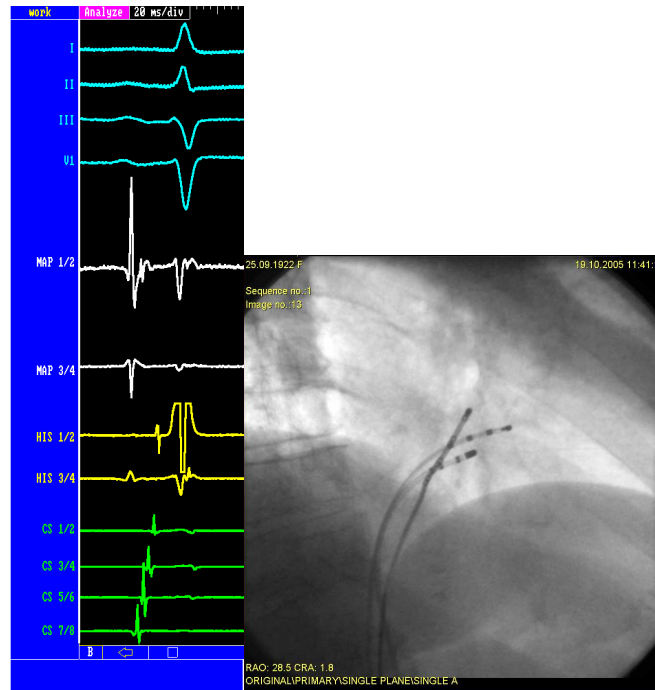 work Analyze 20 ms/div
I
II
III
V1
MAP 1/2
MAP 3/4
HIS 1/2
HIS 3/4
CS 1/2
CS 3/4
CS 5/6
CS 7/8
B
25.09.1922 F 19.10.2005 11:41:
Sequence no.:1
Image no.:13
RAO: 28.5 CRA: 1.8
ORIGINAL\PRIMARY\SINGLE PLANE\SINGLE A